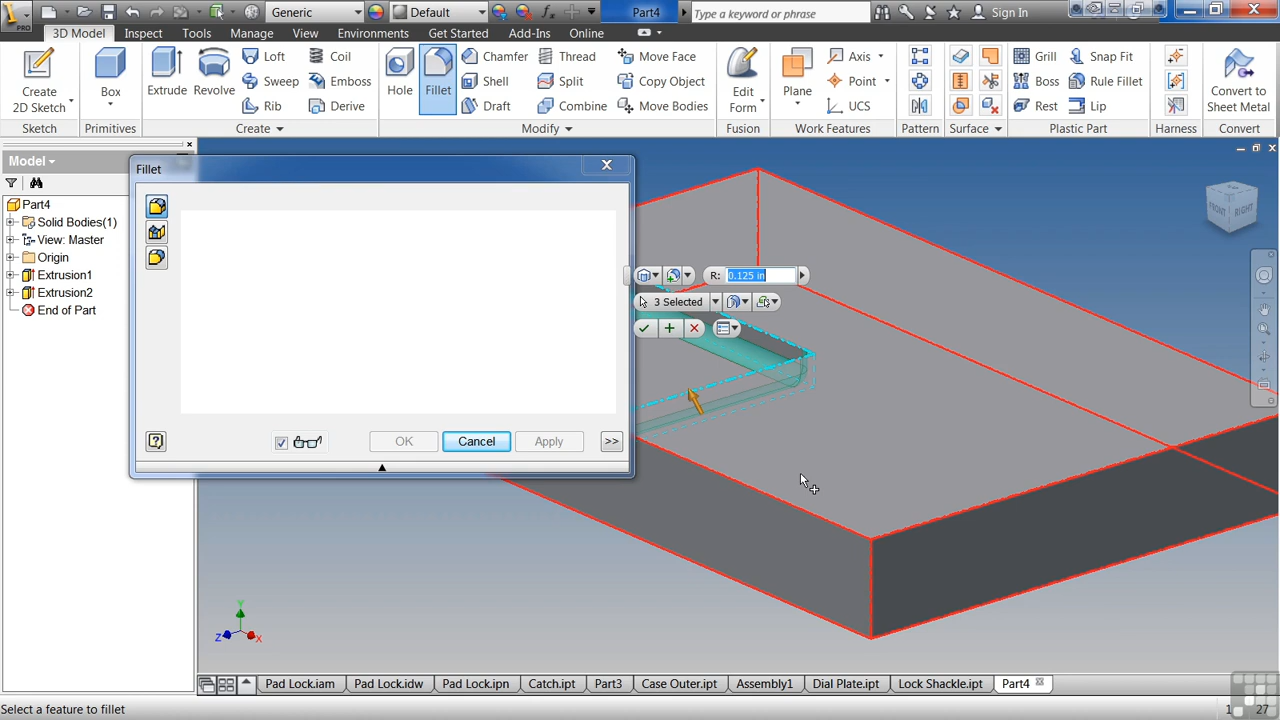 Generic
Default
Part4
Type a keyword or phrase
Sign In
PRO
3D Model
Inspect
Tools
Manage
View
Environments
Get Started
Add-Ins
Online
Create
2D Sketch
Box
Extrude
Revolve
Loft
Sweep
Rib
Coil
Emboss
Derive
Hole
Fillet
Chamfer
Shell
Draft
Thread
Split
Combine
Move Face
Copy Object
Move Bodies
Edit
Form
Plane
Axis
Point
UCS
Grill
Boss
Rest
Snap Fit
Rule Fillet
Lip
Convert to
Sheet Metal
Sketch
Primitives
Create
Modify
Fusion
Work Features
Pattern
Surface
Plastic Part
Harness
Convert
Model
Part4
Solid Bodies(1)
View: Master
Origin
Extrusion1
Extrusion2
End of Part
Fillet
OK
Cancel
Apply
>>
R: 0.125 in
3 Selected
FRONT
RIGHT
Y
Z
X
Pad Lock.iam
Pad Lock.idw
Pad Lock.ipn
Catch.ipt
Part3
Case Outer.ipt
Assembly1
Dial Plate.ipt
Lock Shackle.ipt
Part4
Select a feature to fillet
1
27